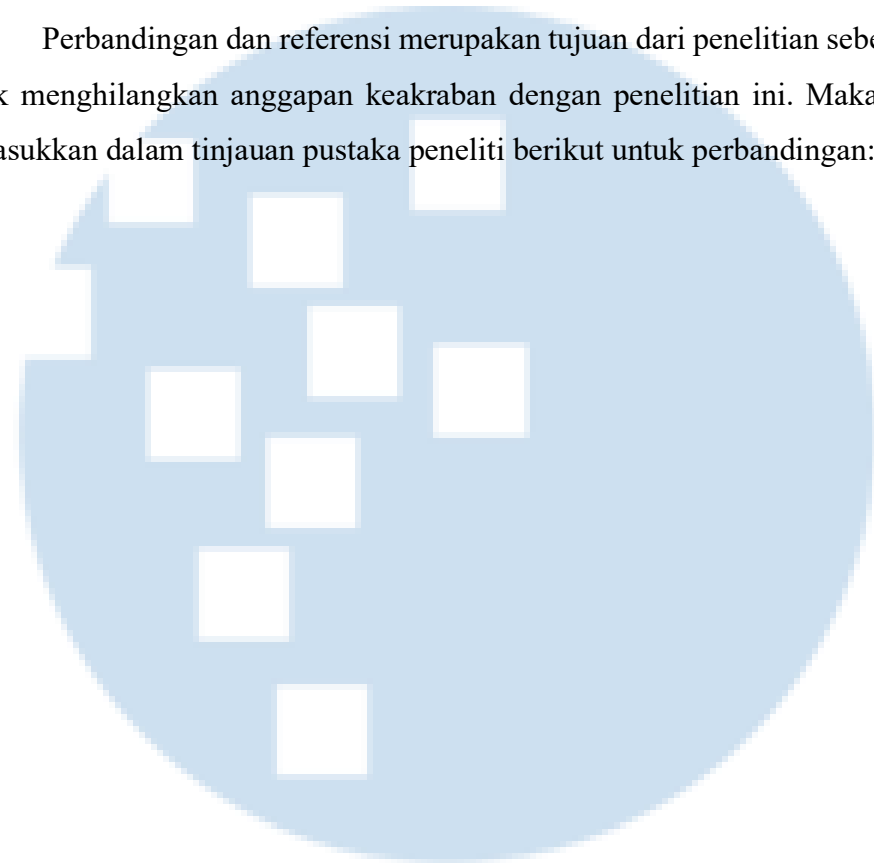 Perbandingan dan referensi merupakan tujuan dari penelitian sebe
k menghilangkan anggapan keakraban dengan penelitian ini. Maka
asukkan dalam tinjauan pustaka peneliti berikut untuk perbandingan: